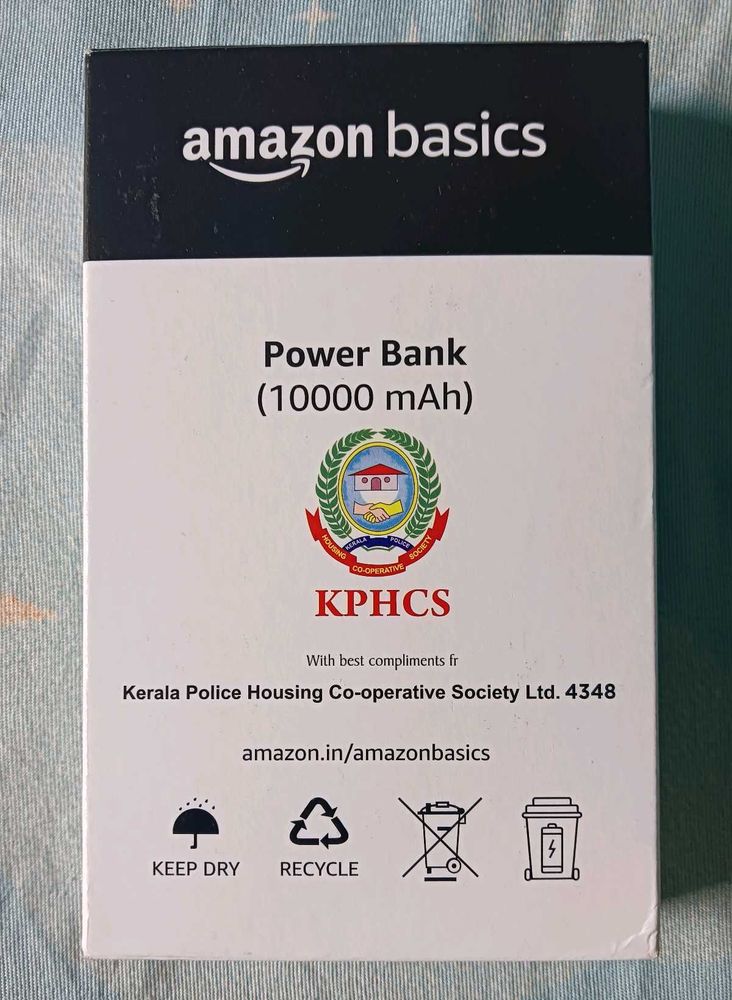 amazon basics
Power Bank
(10000 mAh)
HOUSING KERALA POLICE SOCIETY
CO-OPERATIVE
KPHCS
With best compliments fr
Kerala Police Housing Co-operative Society Ltd. 4348
amazon.in/amazonbasics
KEEP DRY RECYCLE